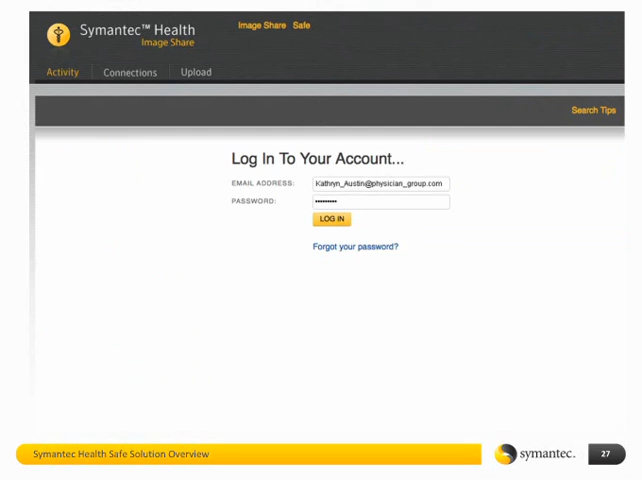 Symantec™ Health
Image Share
Image Share Safe
Activity Connections Upload
Search Tips
Log In To Your Account...
EMAIL ADDRESS: Kathryn_Austin@physician_group.com
PASSWORD: •••••••••
LOG IN
Forgot your password?
Symantec Health Safe Solution Overview
symantec. 27